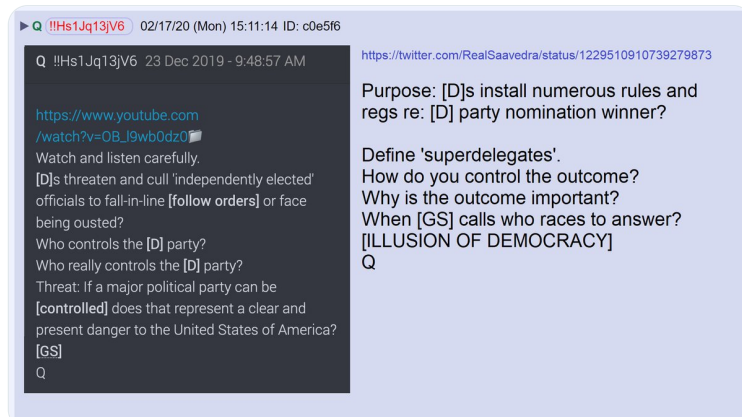 Q !!Hs1Jq13jV6 02/17/20 (Mon) 15:11:14 ID: c0e5f6
Q !!Hs1Jq13jV6 23 Dec 2019 - 9:48:57 AM
https://www.youtube.com
/watch?v=OB_l9wb0dz0
Watch and listen carefully.
[D]s threaten and cull 'independently elected'
officials to fall-in-line [follow orders] or face
being ousted?
Who controls the [D] party?
Who really controls the [D] party?
Threat: If a major political party can be
[controlled] does that represent a clear and
present danger to the United States of America?
[GS]
Q
https://twitter.com/RealSaavedra/status/1229510910739279873
Purpose: [D]s install numerous rules and
regs re: [D] party nomination winner?
Define 'superdelegates'.
How do you control the outcome?
Why is the outcome important?
When [GS] calls who races to answer?
[ILLUSION OF DEMOCRACY]
Q